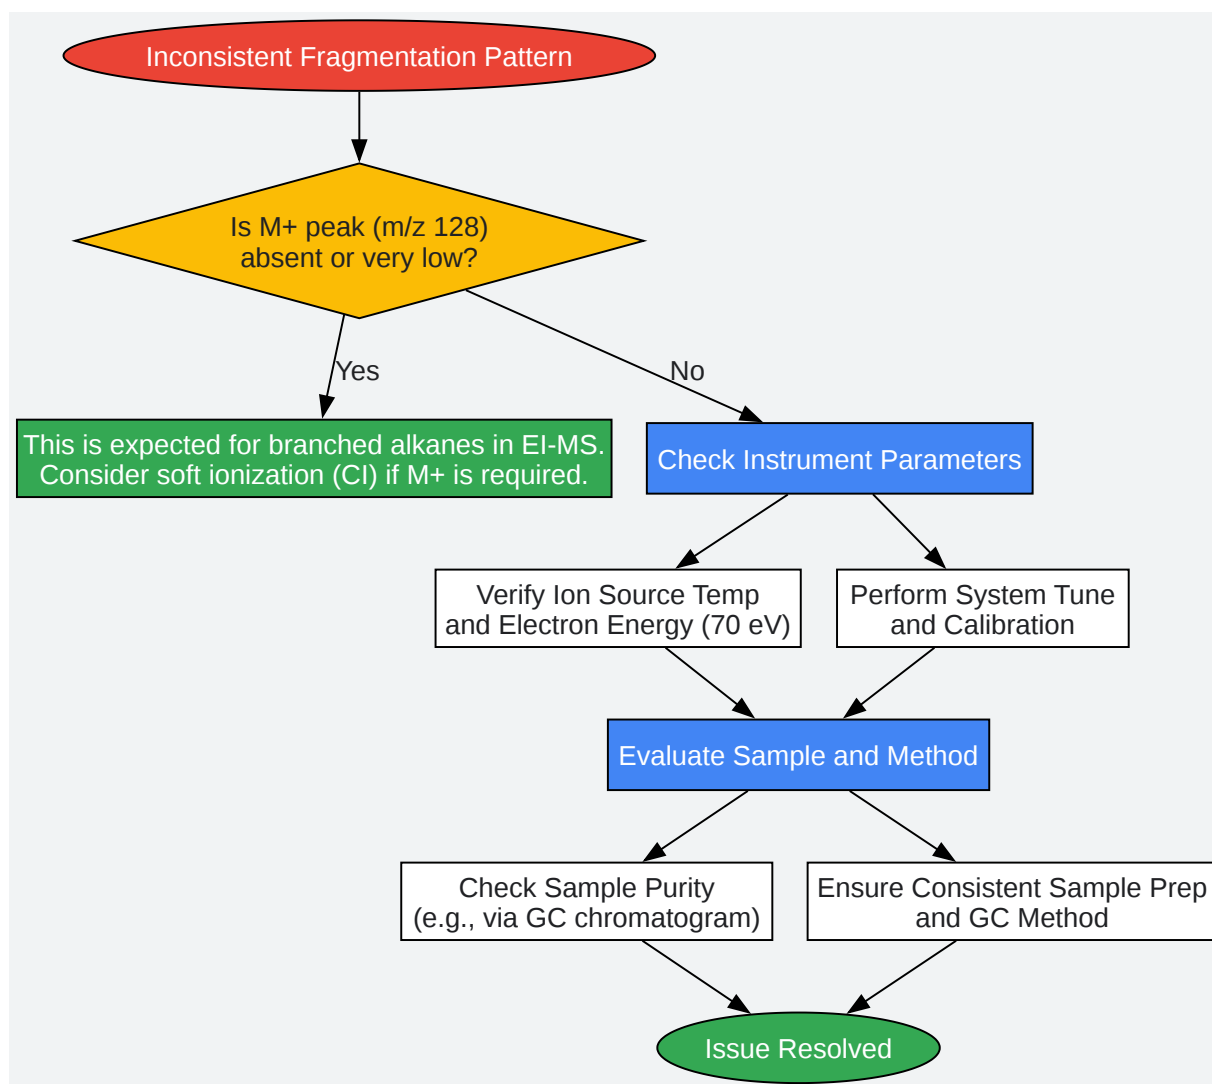 Inconsistent Fragmentation Pattern
Is M+ peak (m/z 128)
absent or very low?
Yes
No
This is expected for branched alkanes in EI-MS.
Consider soft ionization (CI) if M+ is required.
Check Instrument Parameters
Verify Ion Source Temp
and Electron Energy (70 eV)
Perform System Tune
and Calibration
Evaluate Sample and Method
Check Sample Purity
(e.g., via GC chromatogram)
Ensure Consistent Sample Prep
and GC Method
Issue Resolved